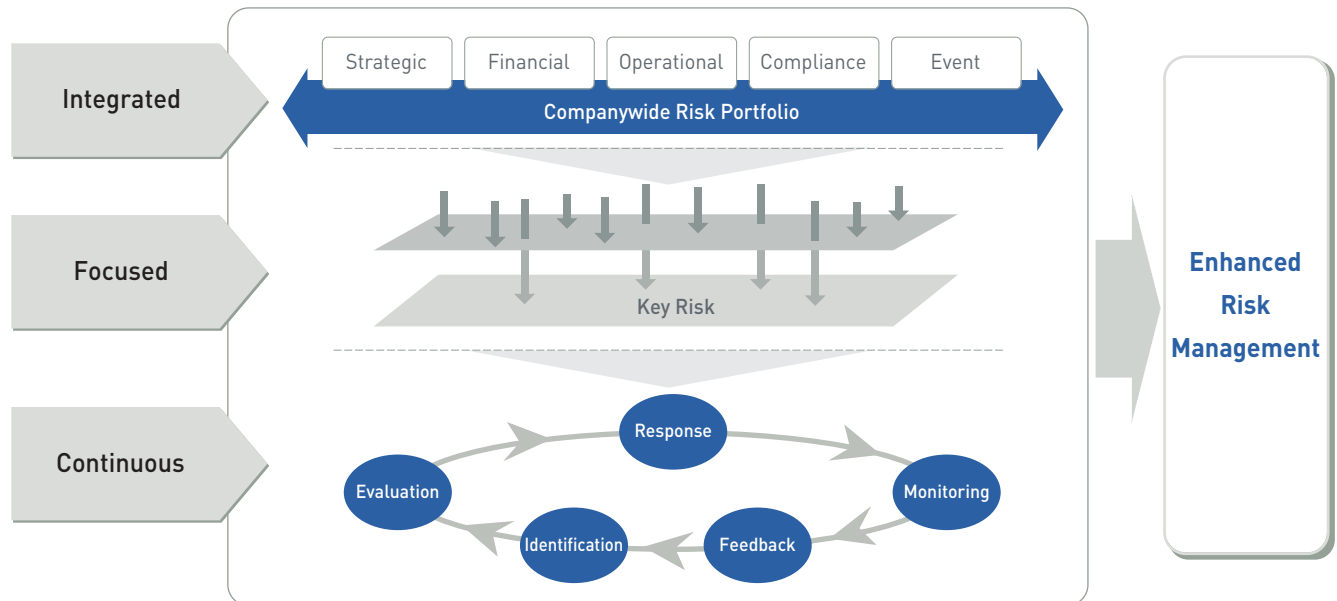 Strategic
Financial
Operational
Compliance
Event
Integrated
Companywide Risk Portfolio
Focused
Key Risk
Enhanced
Risk
Management
Continuous
Response
Evaluation
Monitoring
Identification
Feedback